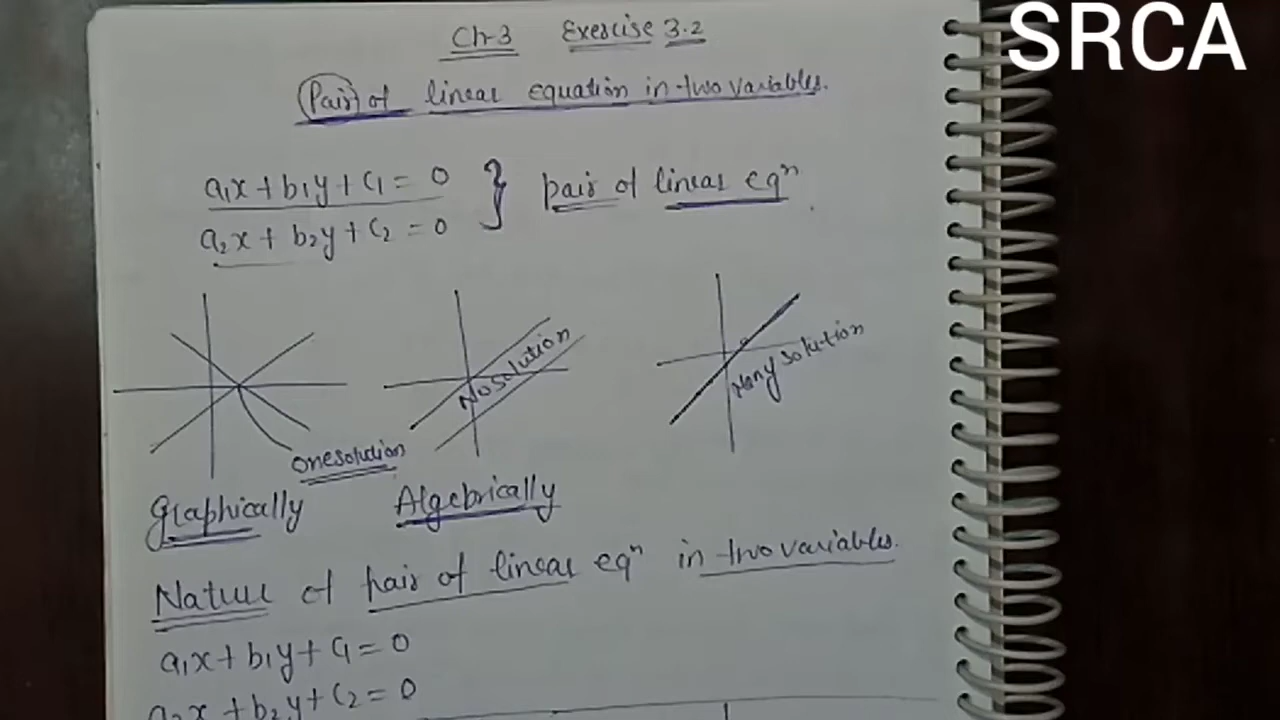 SRCA
Ch-3 Exercise 3.2
(Pair) of linear equation in two variables.
a₁x + b₁y + c₁ = 0
a₂x + b₂y + c₂ = 0
} pair of linear eqⁿ
No solution
Many solution
one solution
Graphically Algebrically
Nature of pair of linear eqⁿ in two variables.
a₁x + b₁y + c₁ = 0
a₂x + b₂y + c₂ = 0